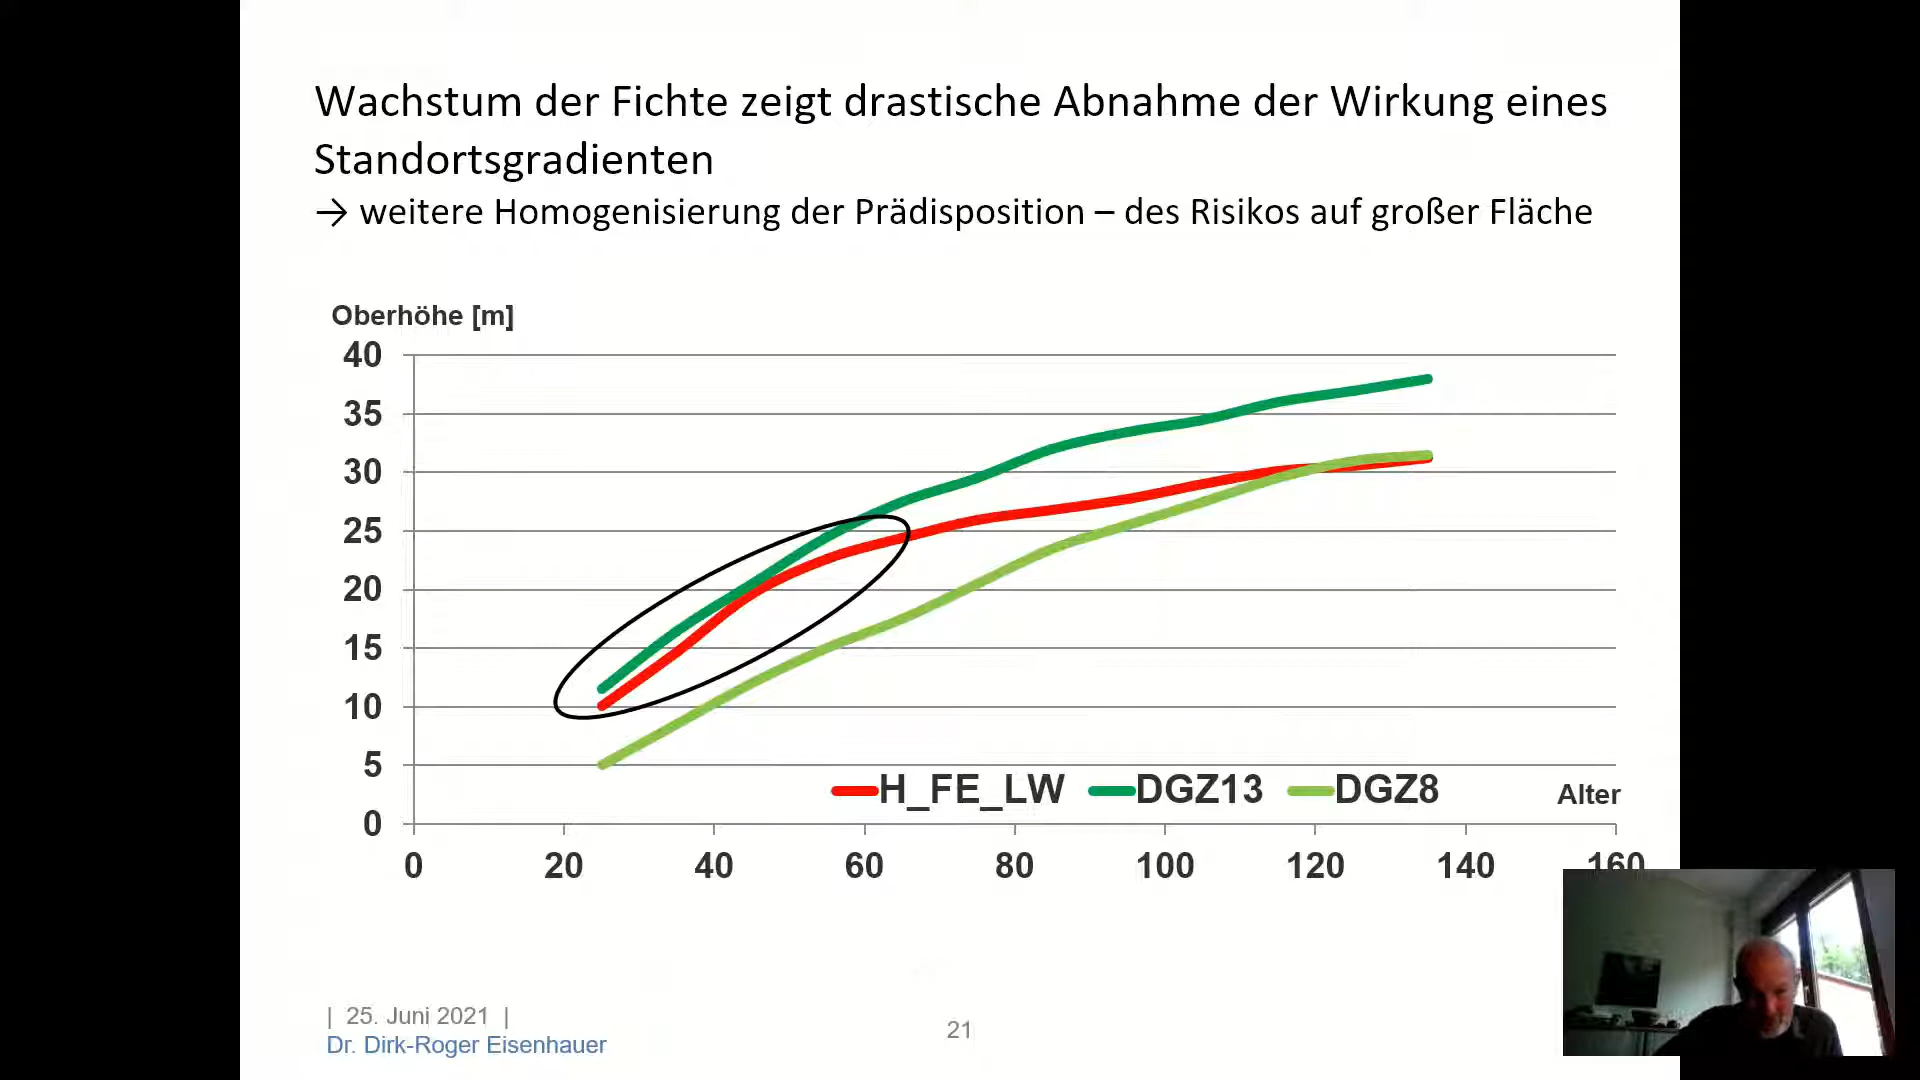 Wachstum der Fichte zeigt drastische Abnahme der Wirkung eines
Standortsgradienten
→ weitere Homogenisierung der Prädisposition – des Risikos auf großer Fläche
Oberhöhe [m]
40
35
30
25
20
15
10
5
0
H_FE_LW DGZ13 DGZ8
Alter
0 20 40 60 80 100 120 140 160
| 25. Juni 2021 |
Dr. Dirk-Roger Eisenhauer
21